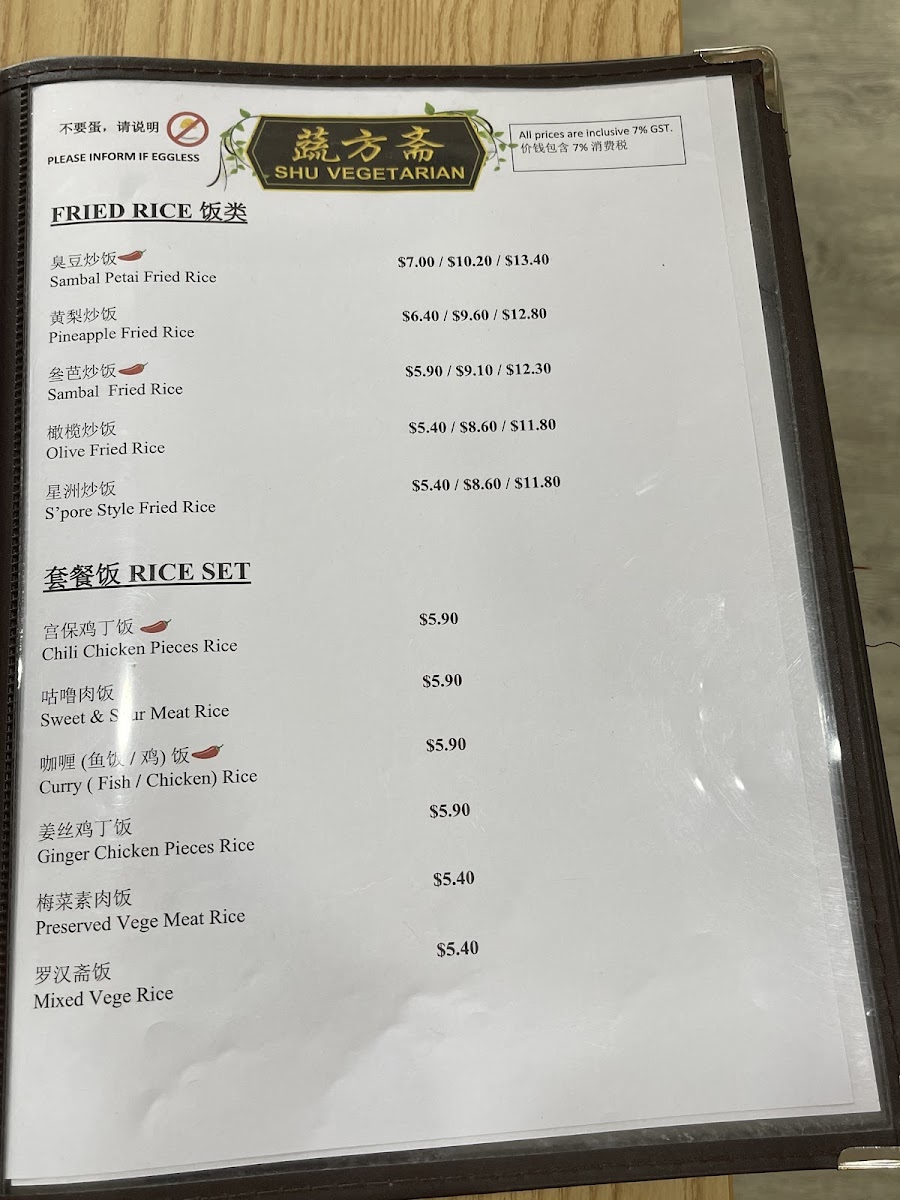 不要蛋，请说明
PLEASE INFORM IF EGGLESS
蔬方斋
SHU VEGETARIAN
All prices are inclusive 7% GST.
价钱包含 7% 消费税
FRIED RICE 饭类
臭豆炒饭
Sambal Petai Fried Rice
$7.00 / $10.20 / $13.40
黄梨炒饭
Pineapple Fried Rice
$6.40 / $9.60 / $12.80
叁芭炒饭
Sambal Fried Rice
$5.90 / $9.10 / $12.30
橄榄炒饭
Olive Fried Rice
$5.40 / $8.60 / $11.80
星洲炒饭
S'pore Style Fried Rice
$5.40 / $8.60 / $11.80
套餐饭 RICE SET
宫保鸡丁饭
Chili Chicken Pieces Rice
$5.90
咕噜肉饭
Sweet & Sour Meat Rice
$5.90
咖喱 (鱼饭 / 鸡) 饭
Curry ( Fish / Chicken) Rice
$5.90
姜丝鸡丁饭
Ginger Chicken Pieces Rice
$5.90
梅菜素肉饭
Preserved Vege Meat Rice
$5.40
罗汉斋饭
Mixed Vege Rice
$5.40